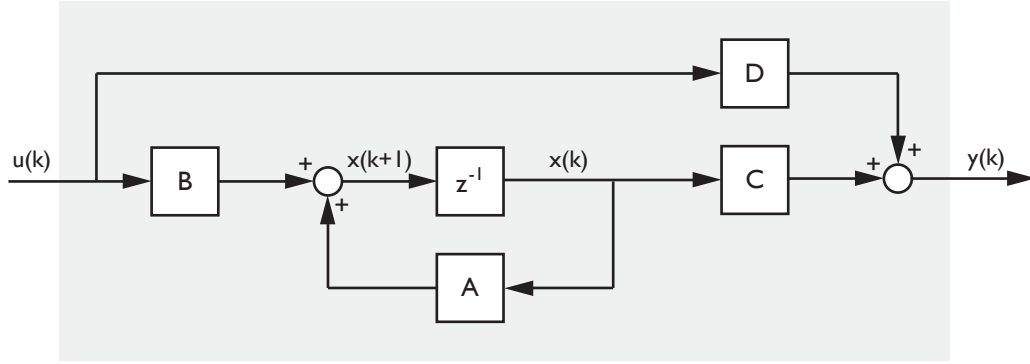 D
u(k)
B
+
x(k+1)
+
z-1
x(k)
C
+
+
y(k)
A